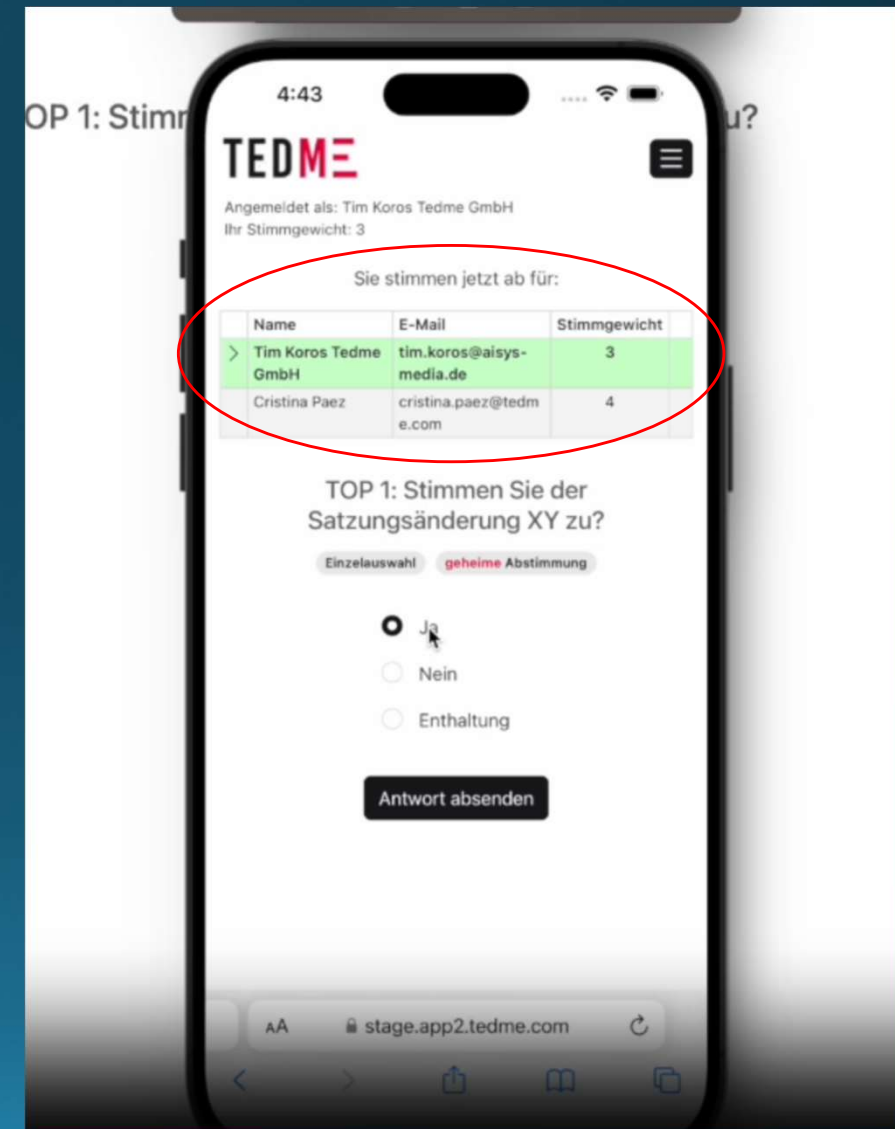 OP 1: Stimm
u?
4:43
TEDME
Angemeldet als: Tim Koros Tedme GmbH
Ihr Stimmgewicht: 3
Sie stimmen jetzt ab für:
Name E-Mail Stimmgewicht
> Tim Koros Tedme GmbH tim.koros@aisys-media.de 3
Cristina Paez cristina.paez@tedme.com 4
TOP 1: Stimmen Sie der
Satzungsänderung XY zu?
Einzelauswahl geheime Abstimmung
Ja
Nein
Enthaltung
Antwort absenden
AA stage.app2.tedme.com